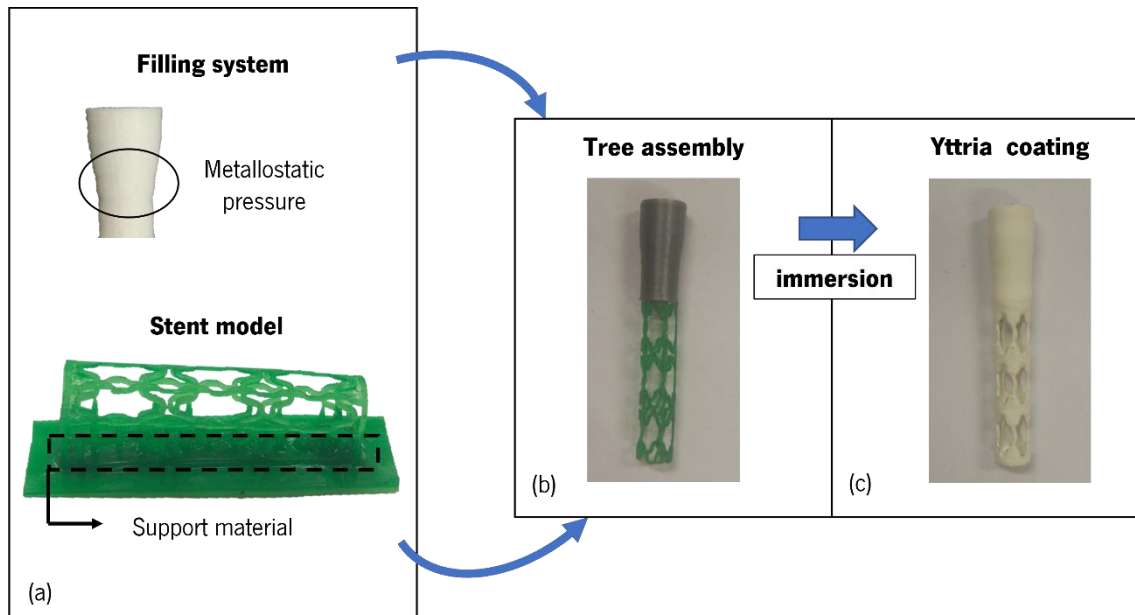 Filling system
Metallostatic
pressure
Stent model
Support material
(a)
Tree assembly
(b)
immersion
Yttria coating
(c)